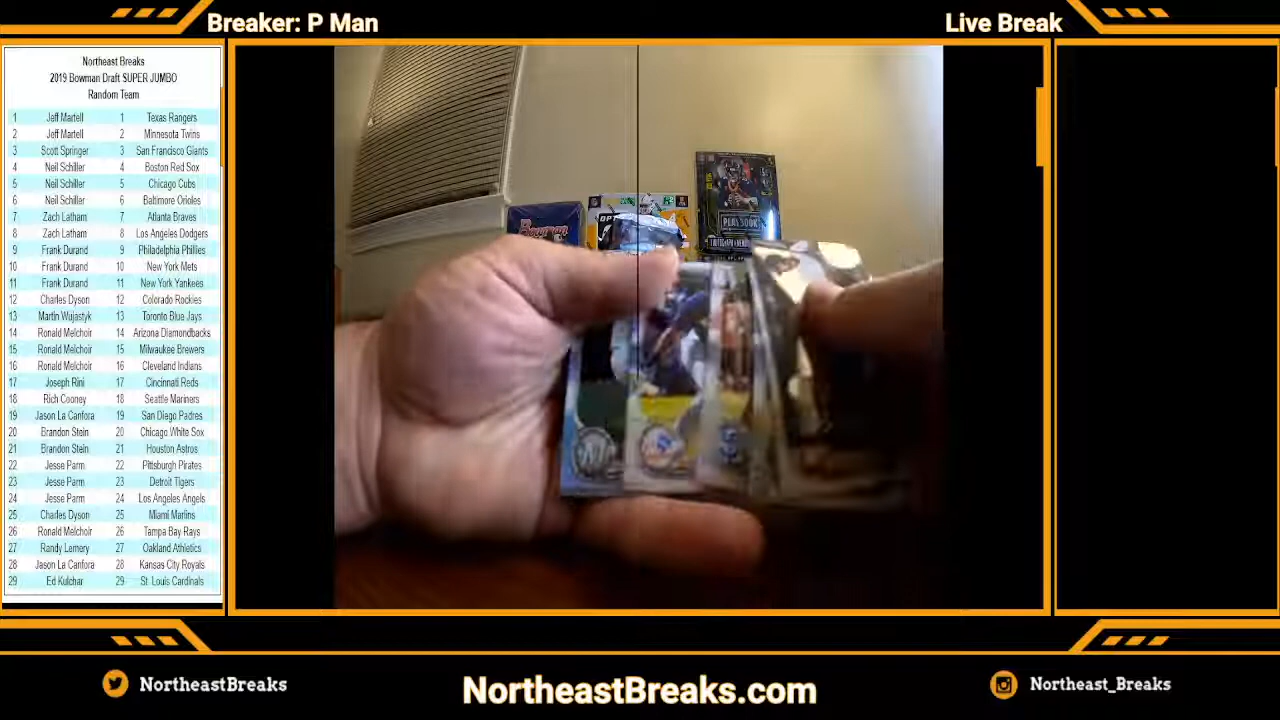 Breaker: P Man
Live Break
Northeast Breaks
2019 Bowman Draft SUPER JUMBO
Random Team
1 Jeff Martell 1 Texas Rangers
2 Jeff Martell 2 Minnesota Twins
3 Scott Springer 3 San Francisco Giants
4 Neil Schiller 4 Boston Red Sox
5 Neil Schiller 5 Chicago Cubs
6 Neil Schiller 6 Baltimore Orioles
7 Zach Latham 7 Atlanta Braves
8 Zach Latham 8 Los Angeles Dodgers
9 Frank Durand 9 Philadelphia Phillies
10 Frank Durand 10 New York Mets
11 Frank Durand 11 New York Yankees
12 Charles Dyson 12 Colorado Rockies
13 Martin Wujastyk 13 Toronto Blue Jays
14 Ronald Melchoir 14 Arizona Diamondbacks
15 Ronald Melchoir 15 Milwaukee Brewers
16 Ronald Melchoir 16 Cleveland Indians
17 Joseph Rini 17 Cincinnati Reds
18 Rich Cooney 18 Seattle Mariners
19 Jason La Canfora 19 San Diego Padres
20 Brandon Stein 20 Chicago White Sox
21 Brandon Stein 21 Houston Astros
22 Jesse Parm 22 Pittsburgh Pirates
23 Jesse Parm 23 Detroit Tigers
24 Jesse Parm 24 Los Angeles Angels
25 Charles Dyson 25 Miami Marlins
26 Ronald Melchoir 26 Tampa Bay Rays
27 Randy Lemery 27 Oakland Athletics
28 Jason La Canfora 28 Kansas City Royals
29 Ed Kulchar 29 St. Louis Cardinals
Bowman
PLAYBOOK
NortheastBreaks
NortheastBreaks.com
Northeast_Breaks